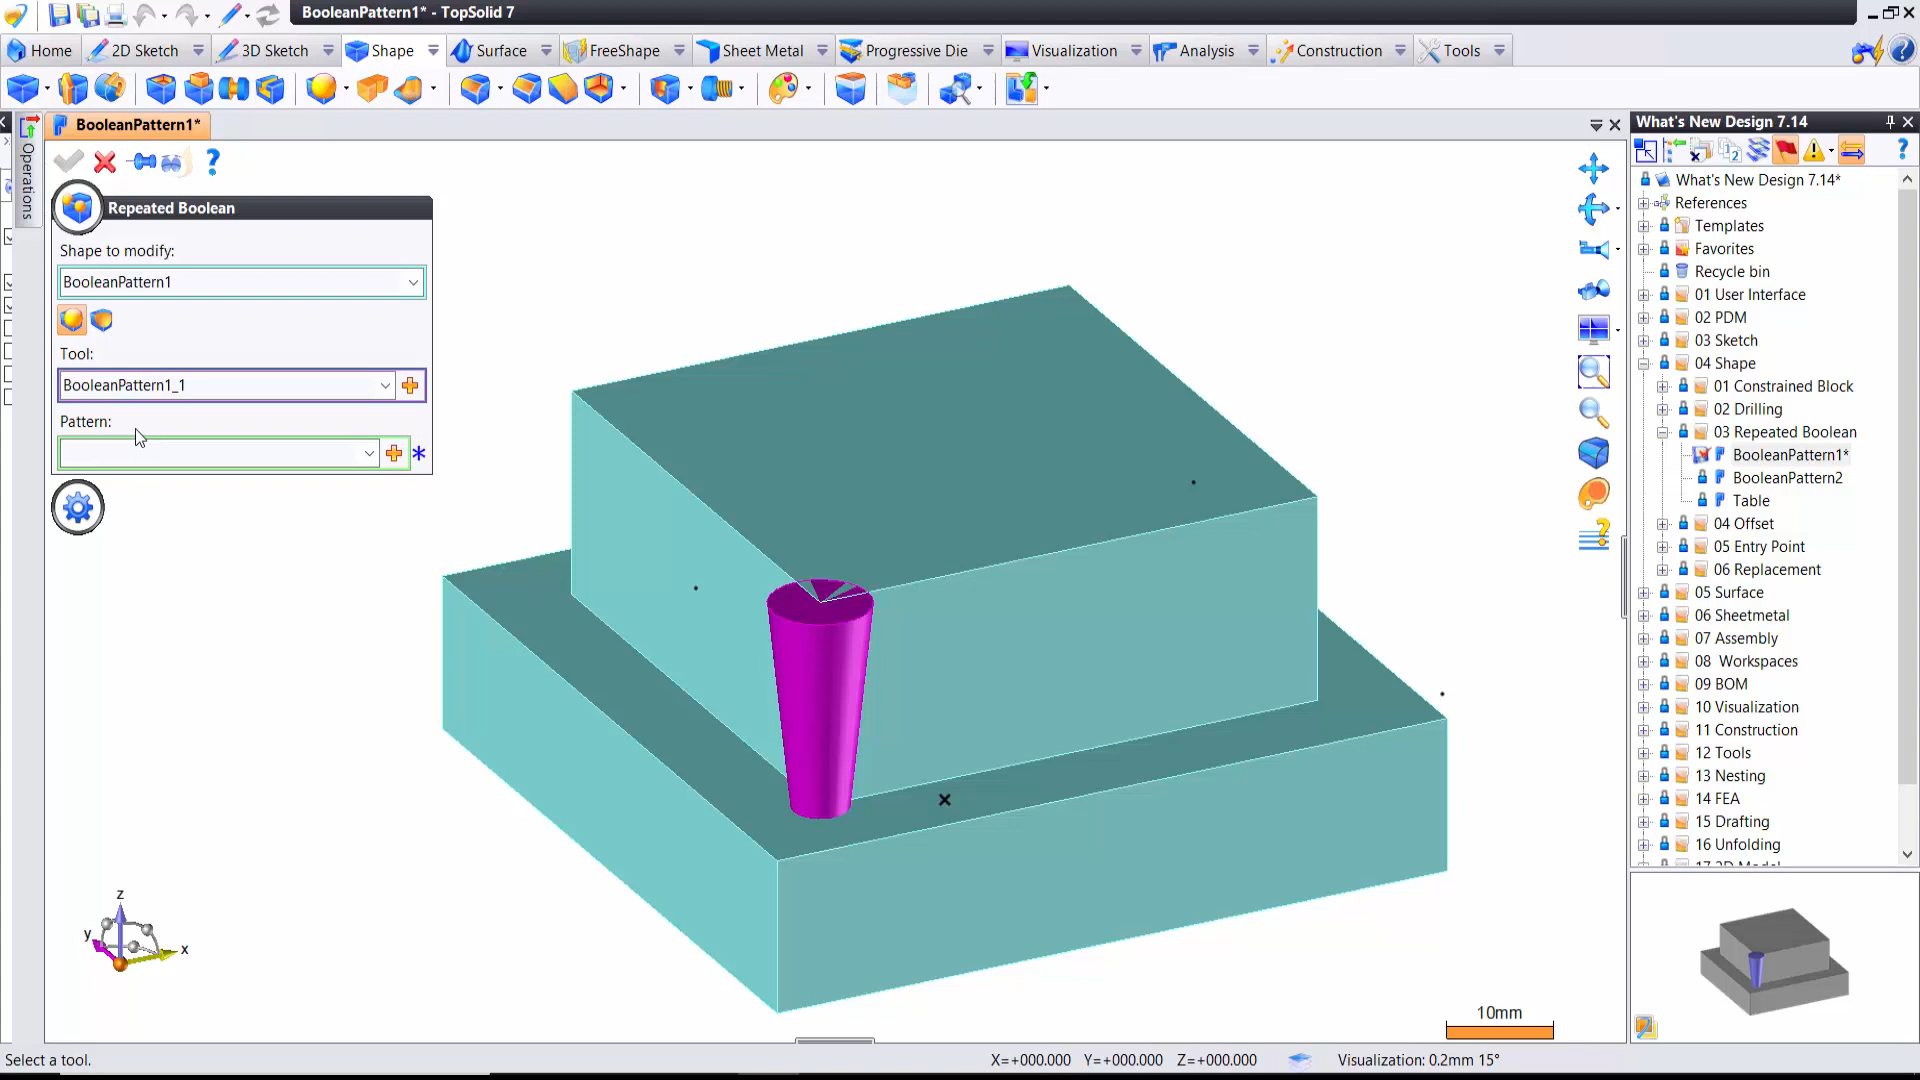 BooleanPattern1* - TopSolid 7
Home
2D Sketch
3D Sketch
Shape
Surface
FreeShape
Sheet Metal
Progressive Die
Visualization
Analysis
Construction
Tools
Operations
BooleanPattern1*
Repeated Boolean
Shape to modify:
BooleanPattern1
Tool:
BooleanPattern1_1
Pattern:
z
y
x
10mm
What's New Design 7.14
What's New Design 7.14*
References
Templates
Favorites
Recycle bin
01 User Interface
02 PDM
03 Sketch
04 Shape
01 Constrained Block
02 Drilling
03 Repeated Boolean
BooleanPattern1*
BooleanPattern2
Table
04 Offset
05 Entry Point
06 Replacement
05 Surface
06 Sheetmetal
07 Assembly
08 Workspaces
09 BOM
10 Visualization
11 Construction
12 Tools
13 Nesting
14 FEA
15 Drafting
16 Unfolding
Select a tool.
X=+000.000 Y=+000.000 Z=+000.000
Visualization: 0.2mm 15°